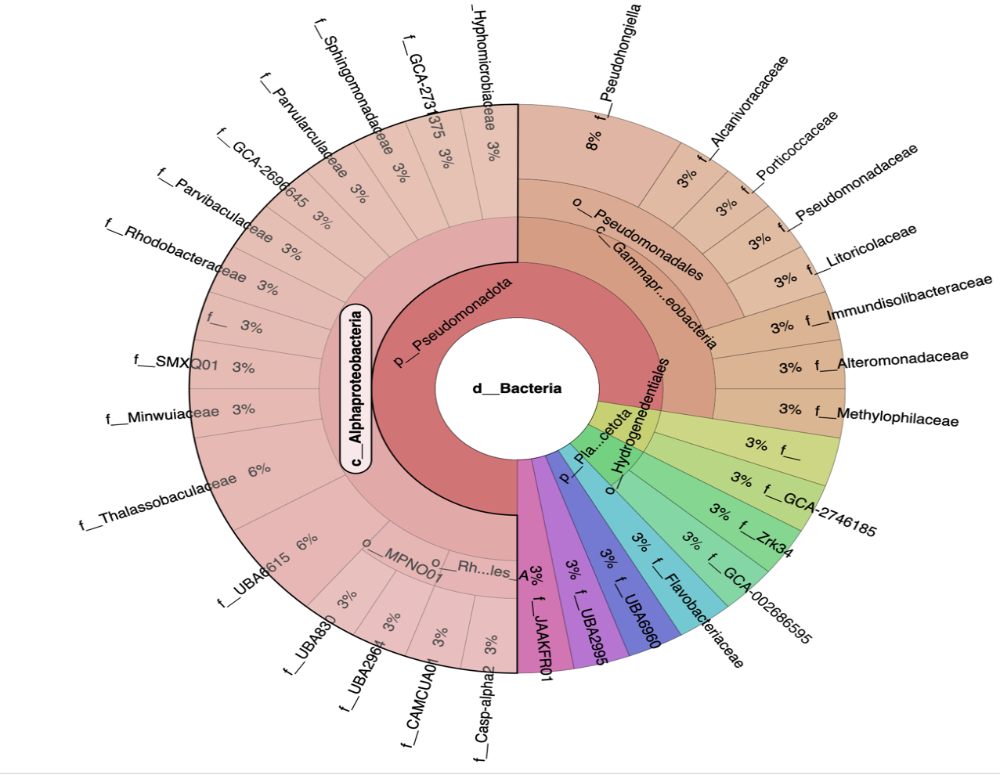 d__Bacteria
p__Pseudomonadota
c__Alphaproteobacteria
c__Gammapr...eobacteria
o__Pseudomonadales
8% f__Pseudohongiella
3% f__Alcanivoracaceae
3% f__Porticoccaceae
3% f__Pseudomonadaceae
3% f__Litoricolaceae
3% f__Immundisolibacteraceae
3% f__Alteromonadaceae
3% f__Methylophilaceae
p__Pla...cetota
3% f__
3% f__GCA-2746185
o__Hydrogenedentiales
3% f__Zrk34
3% f__GCA-002686595
3% f__Flavobacteriaceae
3% f__UBA6960
3% f__UBA2995
3% f__JAAKFR01
o__Rh...les_A
f__Casp-alpha2 3%
f__CAMCUA01 3%
o__MPNO01
f__UBA2964 3%
f__UBA830 3%
f__UBA6615 6%
f__Thalassobaculaceae 6%
f__Minwuiaceae 3%
f__SMXQ01 3%
f__ 3%
f__Rhodobacteraceae 3%
f__Parvibaculaceae 3%
f__GCA-2696645 3%
f__Parvularculaceae 3%
f__Sphingomonadaceae 3%
f__GCA-2731375 3%
_Hyphomicrobiaceae 3%